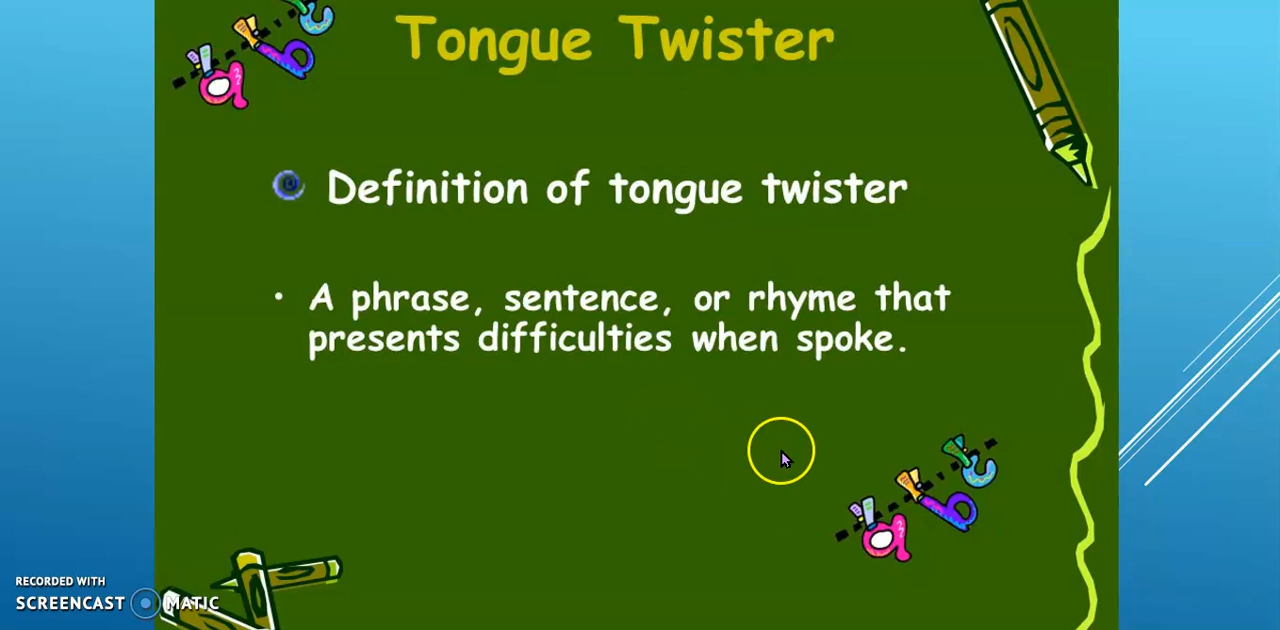 Tongue Twister
Definition of tongue twister
• A phrase, sentence, or rhyme that
presents difficulties when spoke.
a b c
a b c
RECORDED WITH
SCREENCAST MATIC